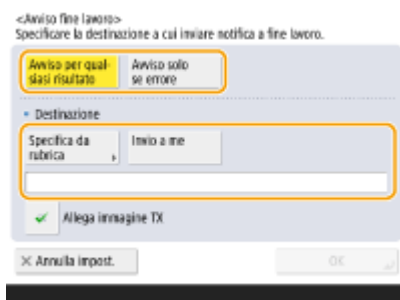 <Avviso fine lavoro>
Specificare la destinazione a cui inviare notifica a fine lavoro.
Avviso per qual-
siasi risultato
Avviso solo
se errore
Destinazione
Specifica da
rubrica
Invio a me
Allega immagine TX
Annulla impost.
OK